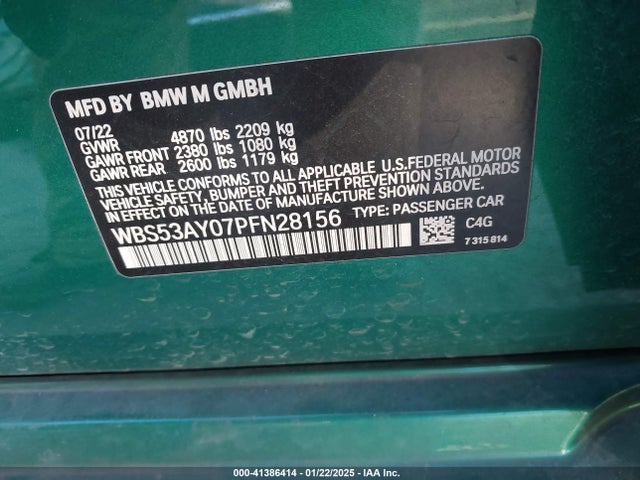 MFD BY BMW M GMBH
07/22
GVWR 4870 lbs 2209 kg
GAWR FRONT 2380 lbs 1080 kg
GAWR REAR 2600 lbs 1179 kg
THIS VEHICLE CONFORMS TO ALL APPLICABLE U.S.FEDERAL MOTOR
VEHICLE SAFETY, BUMPER AND THEFT PREVENTION STANDARDS
IN EFFECT ON THE DATE OF MANUFACTURE SHOWN ABOVE.
WBS53AY07PFN28156 TYPE: PASSENGER CAR
C4G
7 315 814
000-41386414 - 01/22/2025 - IAA Inc.